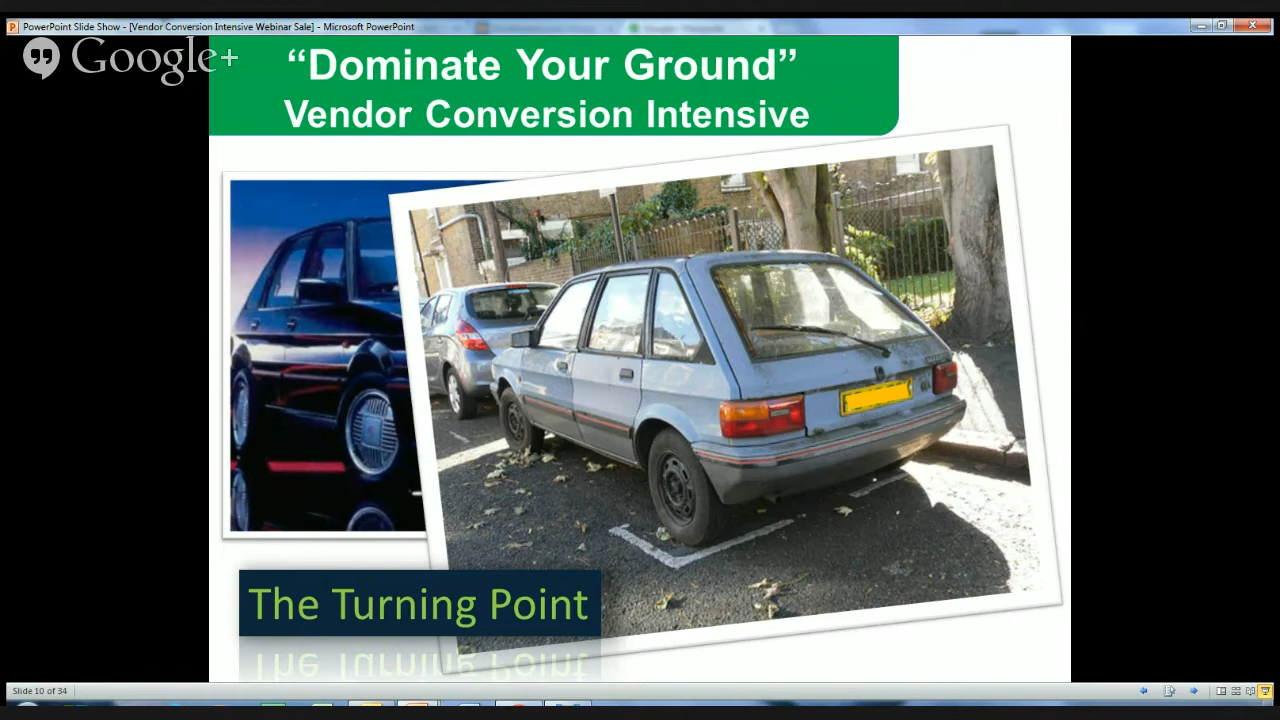 PowerPoint Slide Show - [Vendor Conversion Intensive Webinar Sale] - Microsoft PowerPoint
Google+
“Dominate Your Ground”
Vendor Conversion Intensive
The Turning Point
Slide 10 of 34